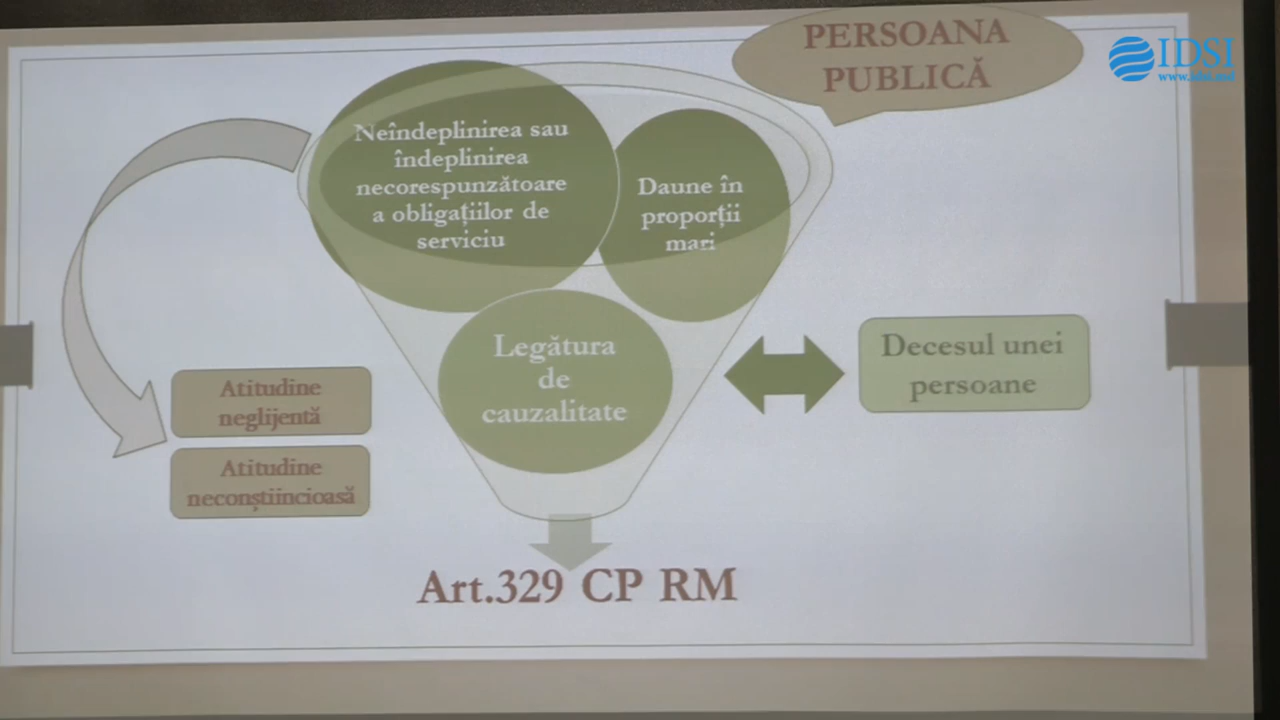 PERSOANA
PUBLICĂ
IDSI
www.idsi.md
Neîndeplinirea sau
îndeplinirea
necorespunzătoare
a obligațiilor de
serviciu
Daune în
proporții
mari
Legătura
de
cauzalitate
Decesul unei
persoane
Atitudine
neglijentă
Atitudine
neconștiincioasă
Art.329 CP RM